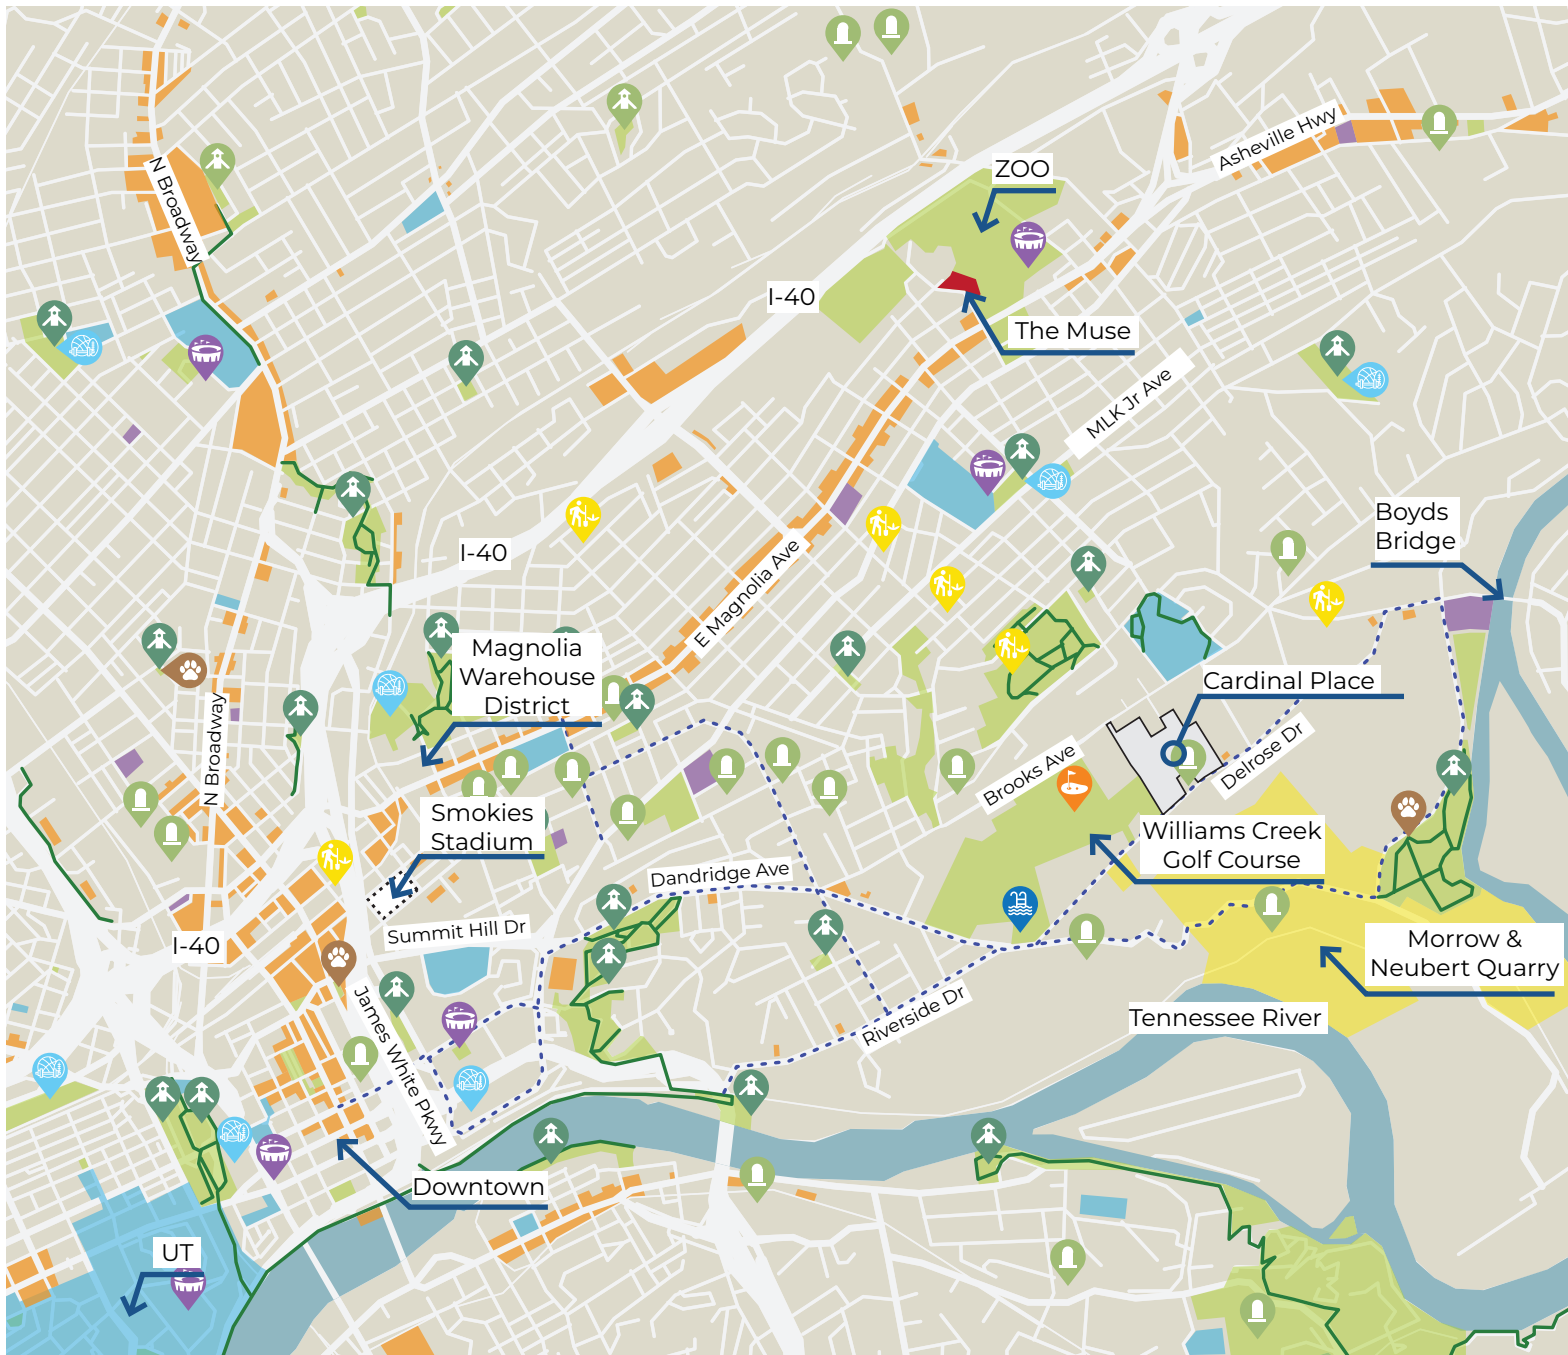 Asheville Hwy
ZOO
N Broadway
I-40
The Muse
MLK Jr Ave
Boyds
Bridge
I-40
E Magnolia Ave
Magnolia
Warehouse
District
Cardinal Place
N Broadway
Delrose Dr
Brooks Ave
Smokies
Stadium
Williams Creek
Golf Course
Dandridge Ave
Summit Hill Dr
I-40
Morrow &
Neubert Quarry
James White Pkwy
Riverside Dr
Tennessee River
Downtown
UT